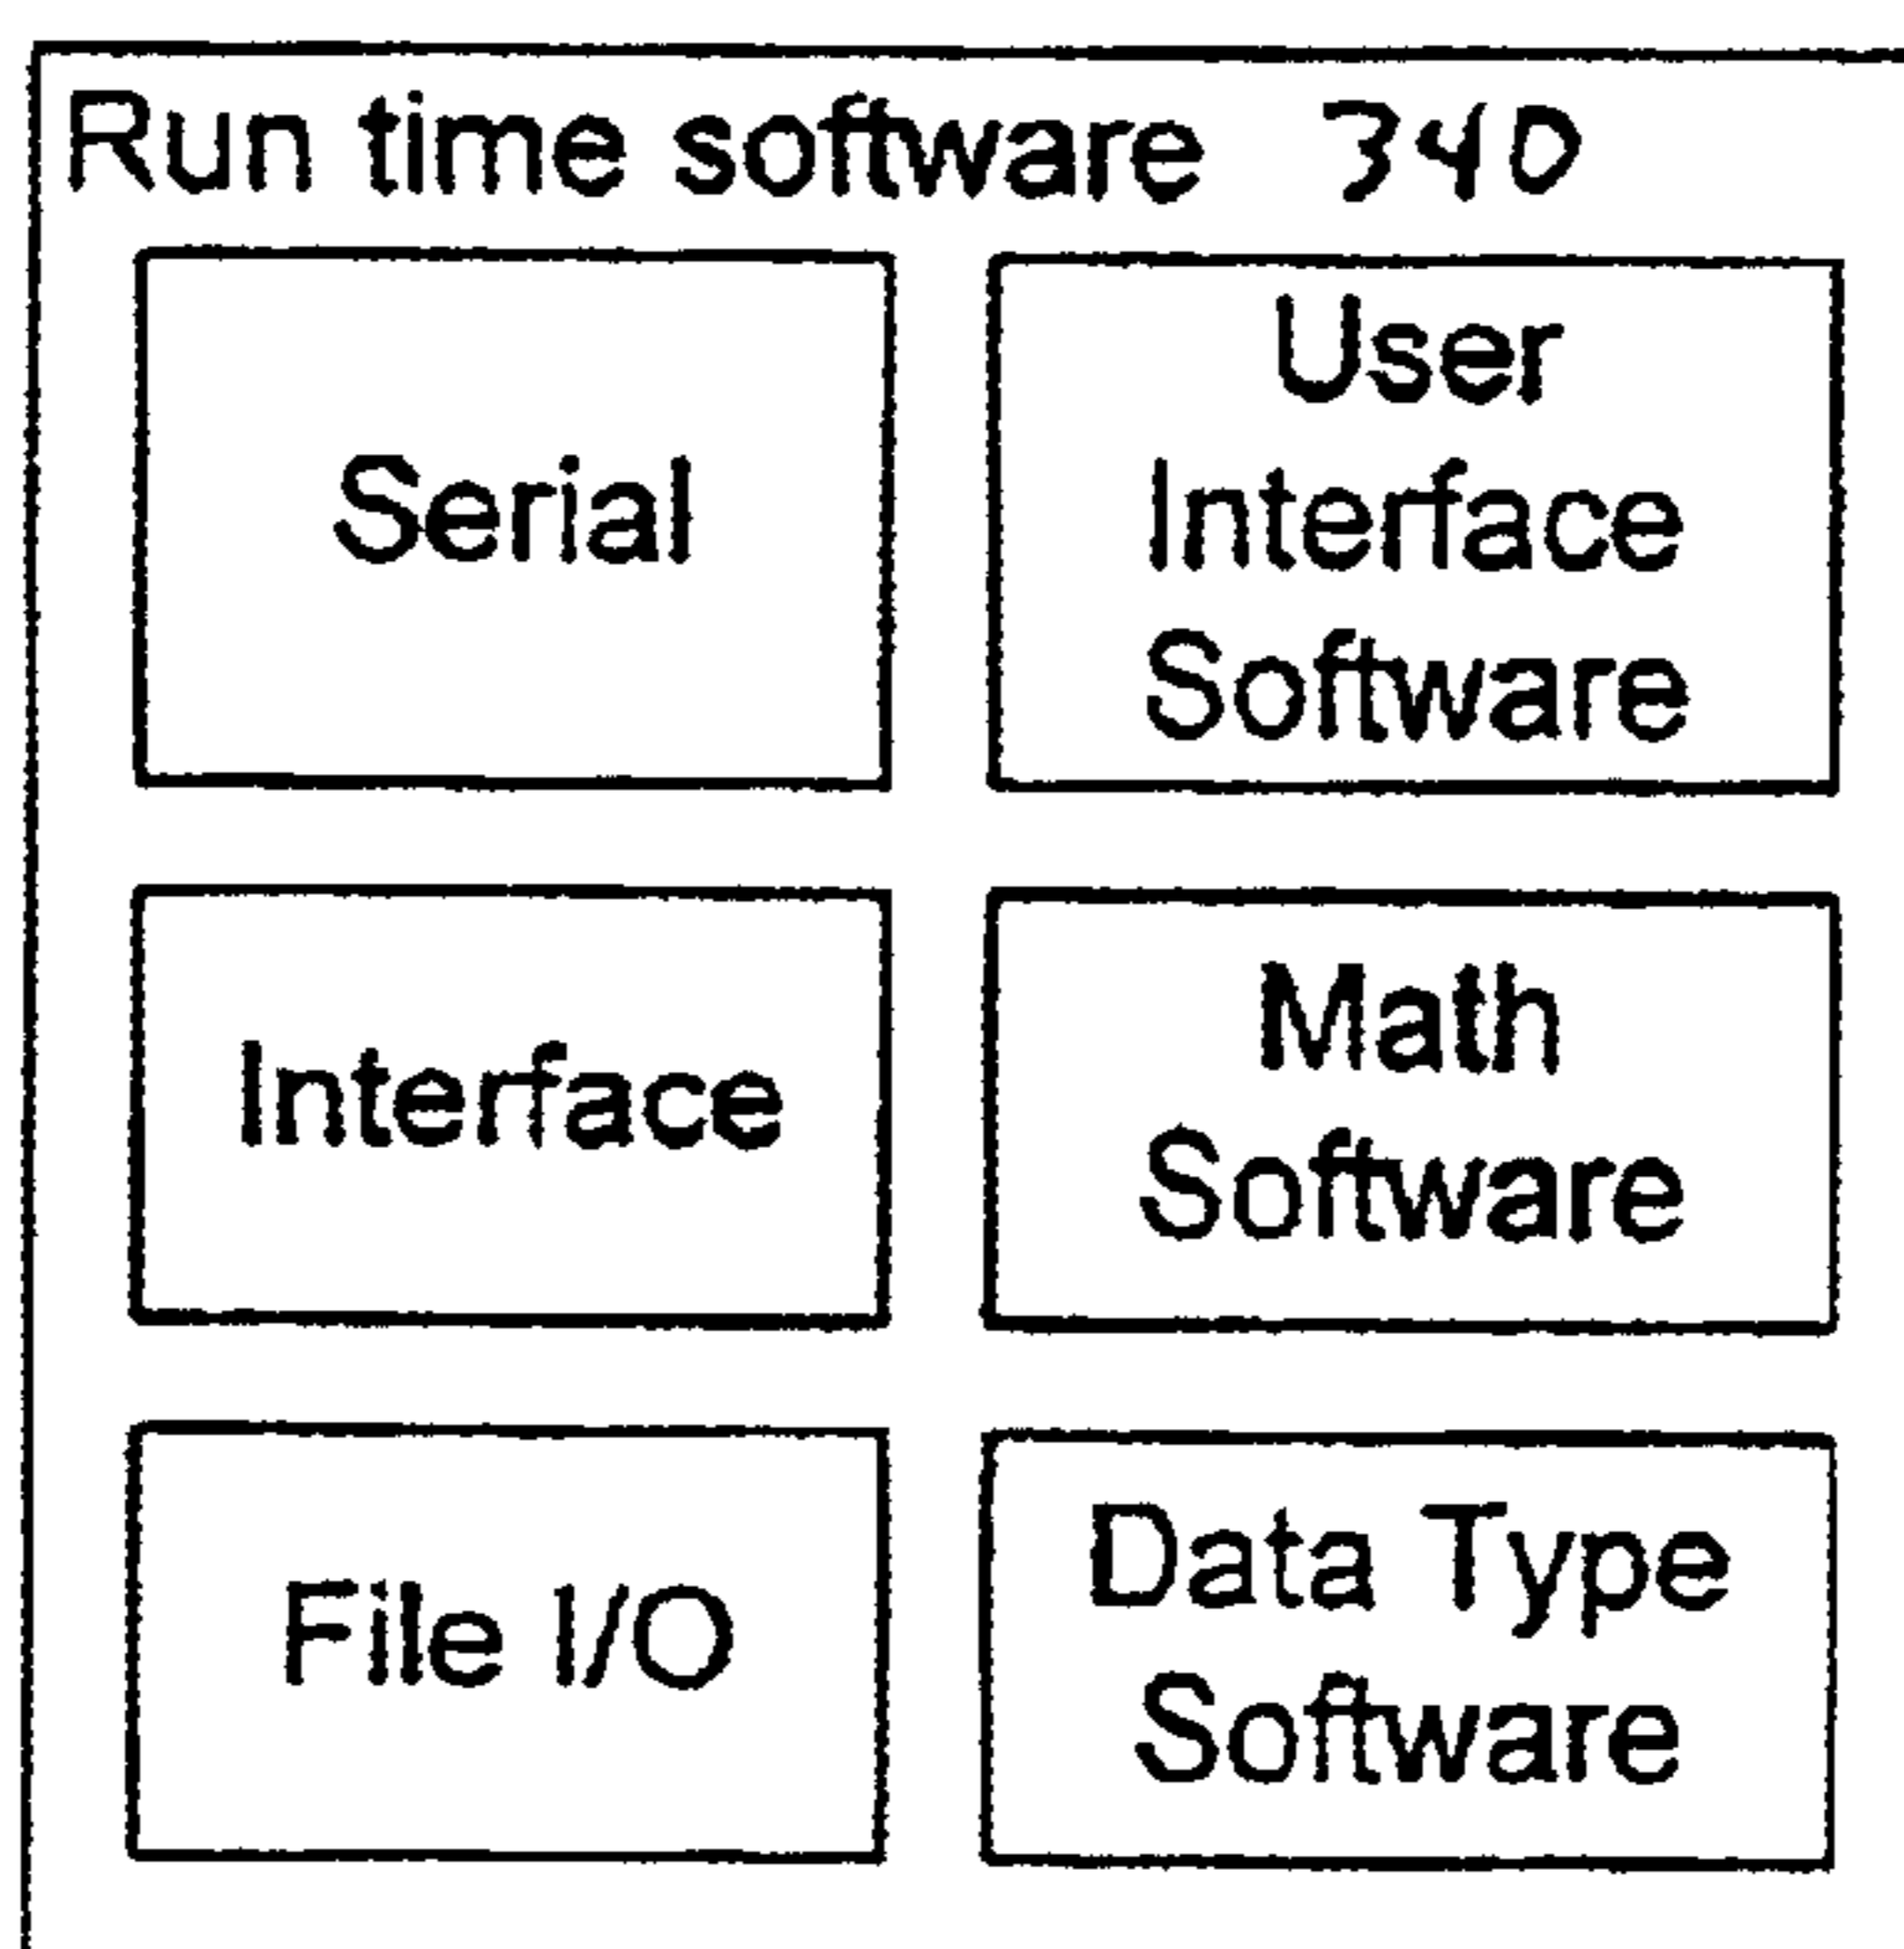 Run time software 340
Serial
User
Interface
Software
Interface
Math
Software
File I/O
Data Type
Software